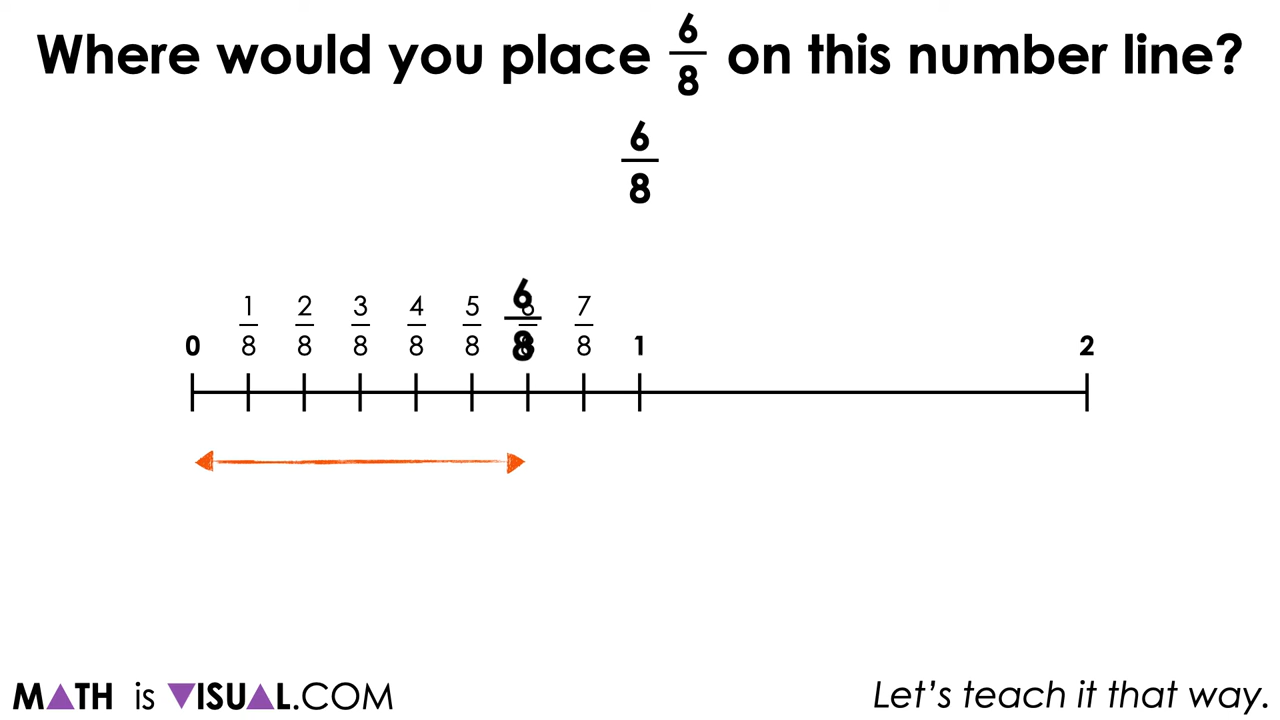 Where would you place 6/8 on this number line?
6/8
1/8 2/8 3/8 4/8 5/8 6/8 6/8 7/8
0 1 2
MATH is VISUAL.COM
Let's teach it that way.